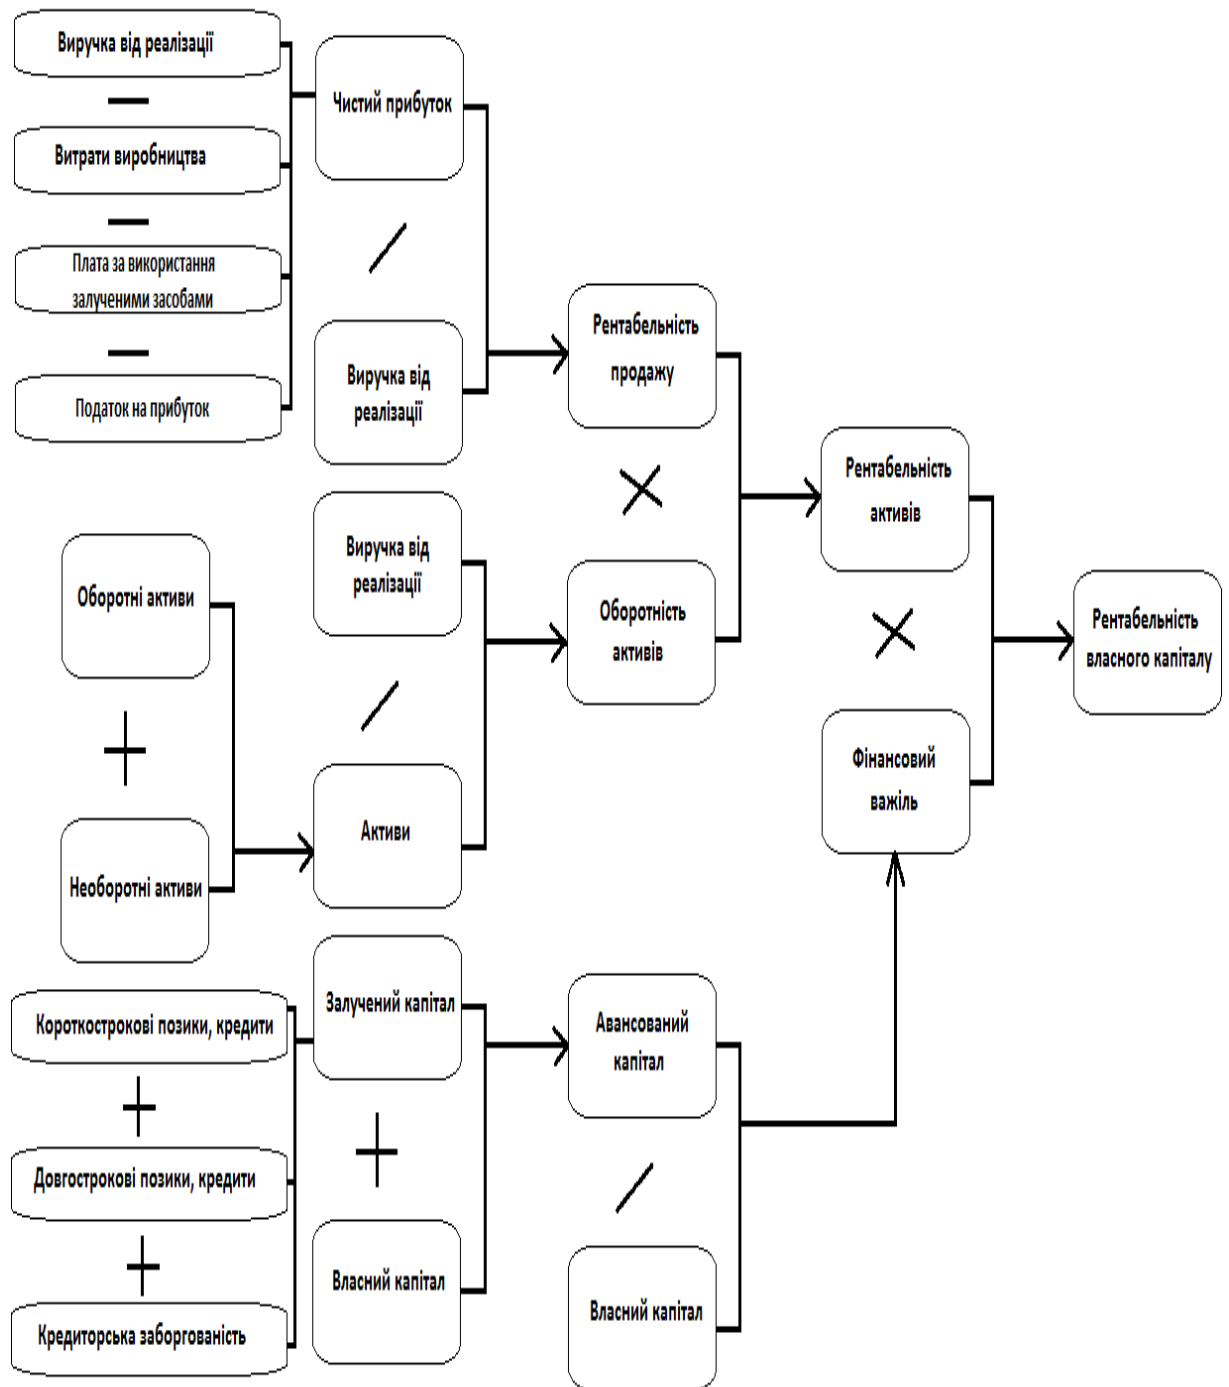 Виручка від реалізації
Витрати виробництва
Плата за використання
залученими засобами
Податок на прибуток
Чистий прибуток
Виручка від
реалізації
Рентабельність
продажу
Оборотні активи
Необоротні активи
Виручка від
реалізації
Активи
Оборотність
активів
Рентабельність
активів
Фінансовий
важіль
Рентабельність
власного капіталу
Короткострокові позики, кредити
Довгострокові позики, кредити
Кредиторська заборгованість
Залучений капітал
Власний капітал
Авансований
капітал
Власний капітал